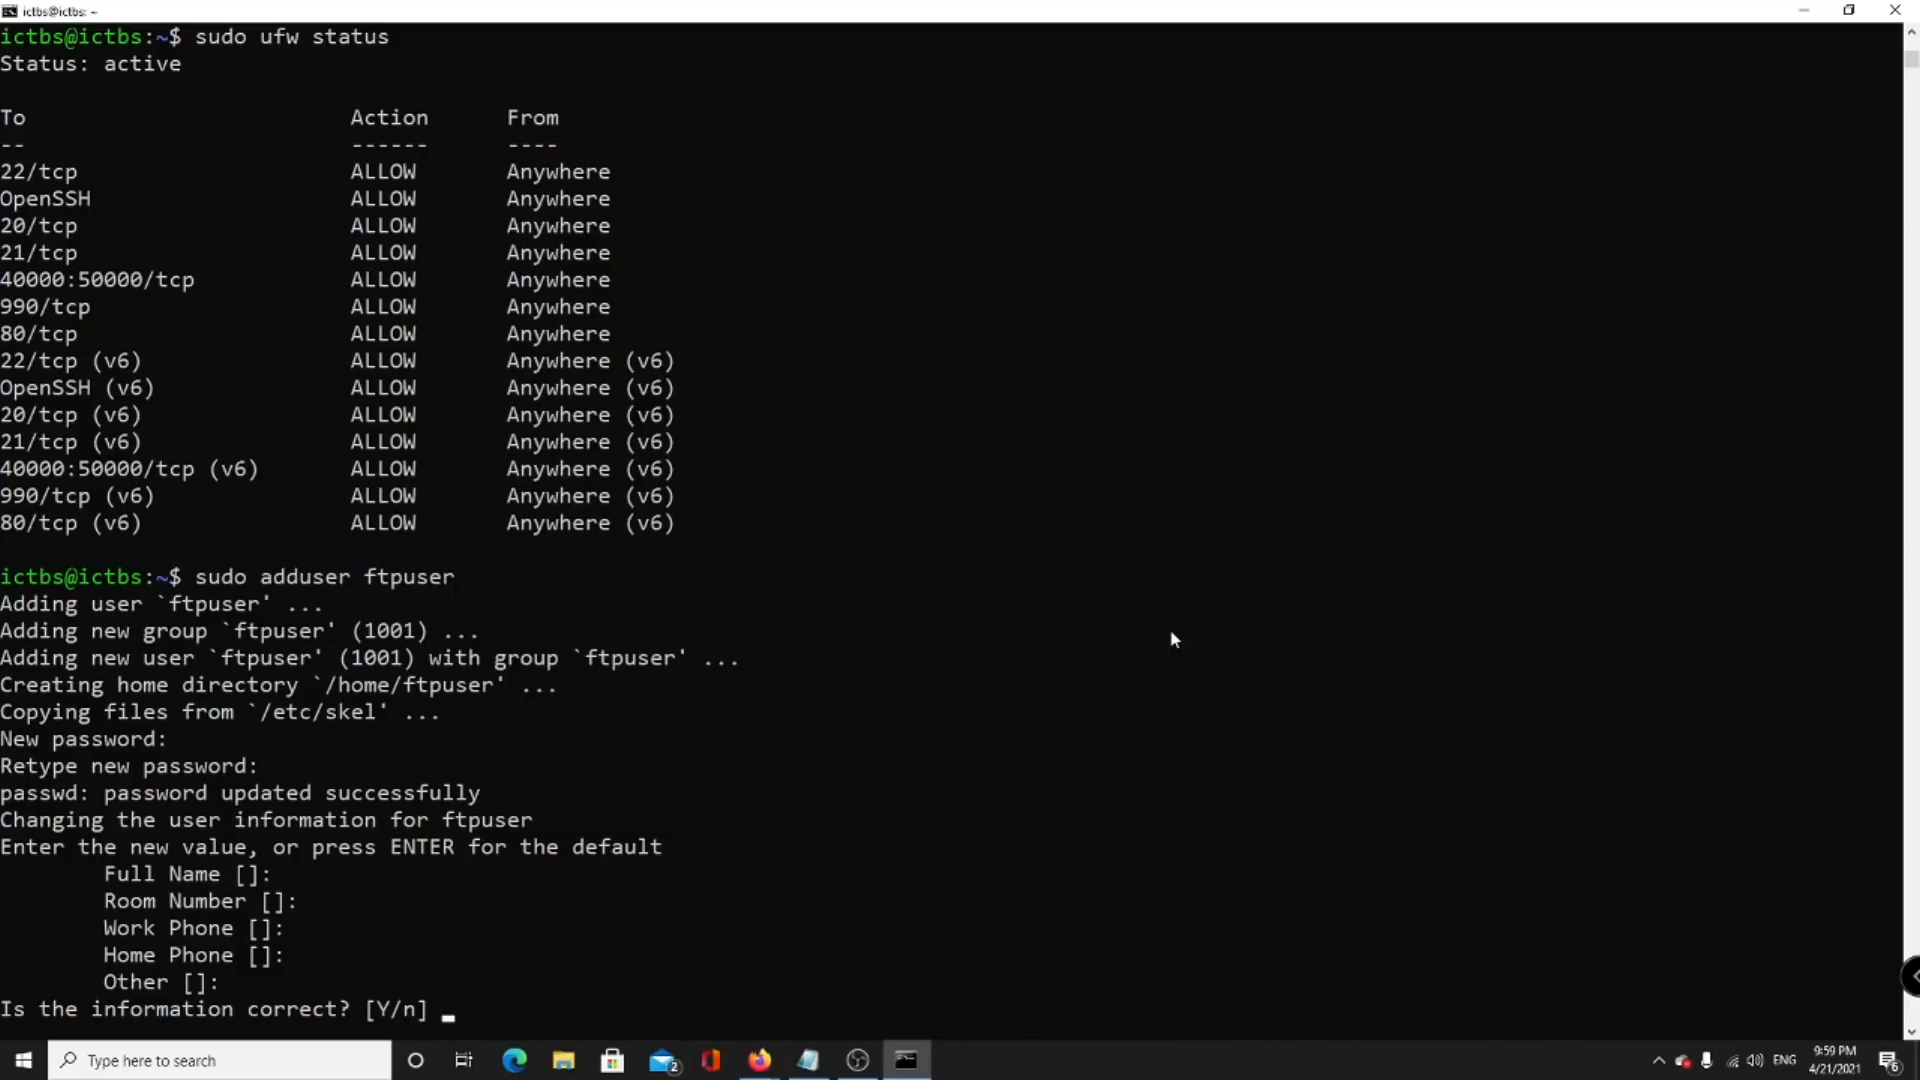 ictbs@ictbs: ~
ictbs@ictbs:~$ sudo ufw status
Status: active
To Action From
-- ------ ----
22/tcp ALLOW Anywhere
OpenSSH ALLOW Anywhere
20/tcp ALLOW Anywhere
21/tcp ALLOW Anywhere
40000:50000/tcp ALLOW Anywhere
990/tcp ALLOW Anywhere
80/tcp ALLOW Anywhere
22/tcp (v6) ALLOW Anywhere (v6)
OpenSSH (v6) ALLOW Anywhere (v6)
20/tcp (v6) ALLOW Anywhere (v6)
21/tcp (v6) ALLOW Anywhere (v6)
40000:50000/tcp (v6) ALLOW Anywhere (v6)
990/tcp (v6) ALLOW Anywhere (v6)
80/tcp (v6) ALLOW Anywhere (v6)
ictbs@ictbs:~$ sudo adduser ftpuser
Adding user `ftpuser' ...
Adding new group `ftpuser' (1001) ...
Adding new user `ftpuser' (1001) with group `ftpuser' ...
Creating home directory `/home/ftpuser' ...
Copying files from `/etc/skel' ...
New password:
Retype new password:
passwd: password updated successfully
Changing the user information for ftpuser
Enter the new value, or press ENTER for the default
Full Name []:
Room Number []:
Work Phone []:
Home Phone []:
Other []:
Is the information correct? [Y/n]
Type here to search
2
ENG
9:59 PM
4/21/2021
6